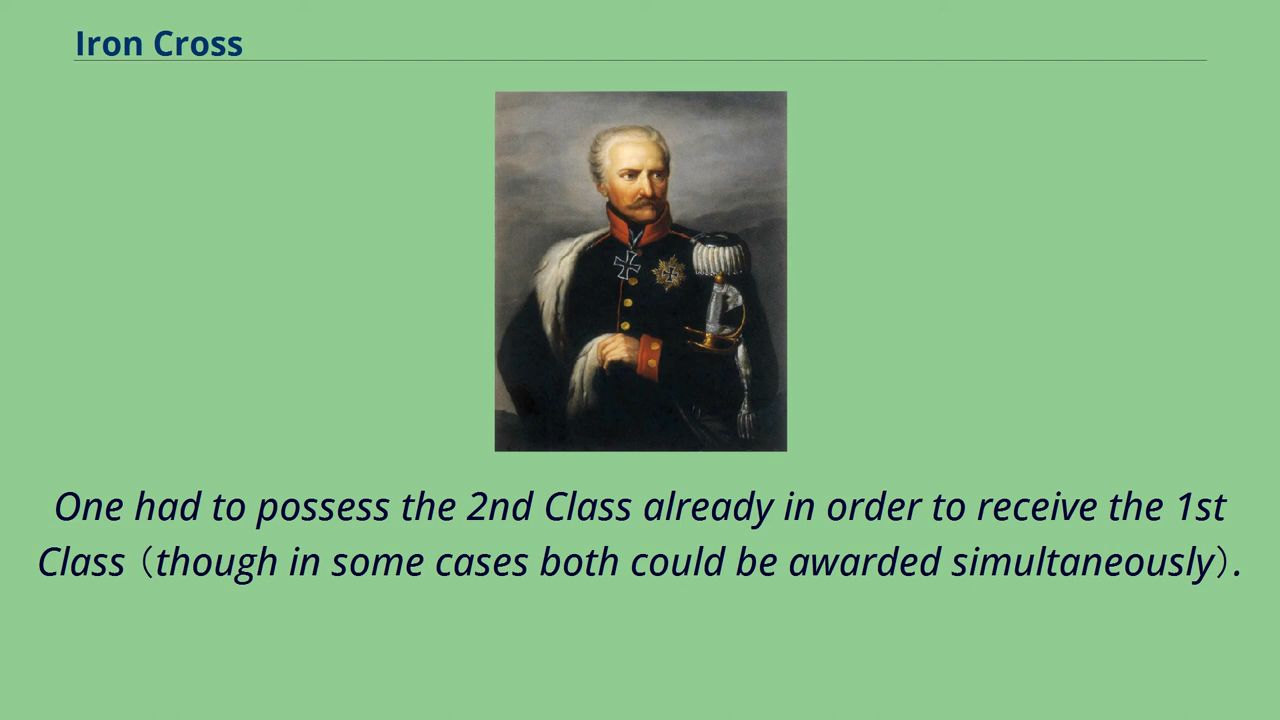 Iron Cross
One had to possess the 2nd Class already in order to receive the 1st
Class（though in some cases both could be awarded simultaneously）.